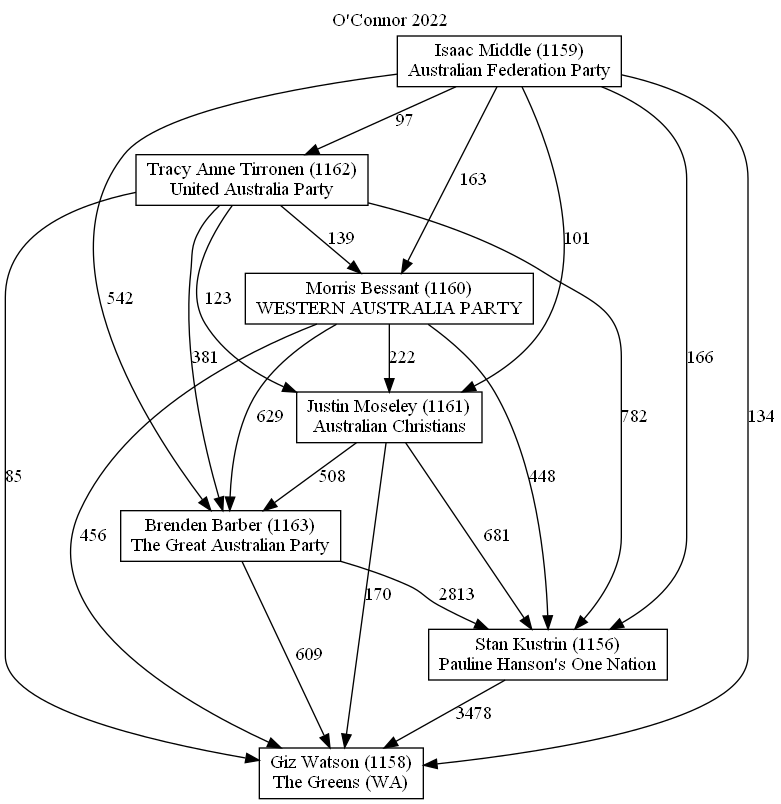 O'Connor 2022
Isaac Middle (1159)
Australian Federation Party
97
Tracy Anne Tirronen (1162)
United Australia Party
163
139
101
Morris Bessant (1160)
WESTERN AUSTRALIA PARTY
542
123
381
222
166
Justin Moseley (1161)
Australian Christians
629
782
134
85
508
448
Brenden Barber (1163)
The Great Australian Party
456
681
170
2813
Stan Kustrin (1156)
Pauline Hanson's One Nation
609
3478
Giz Watson (1158)
The Greens (WA)